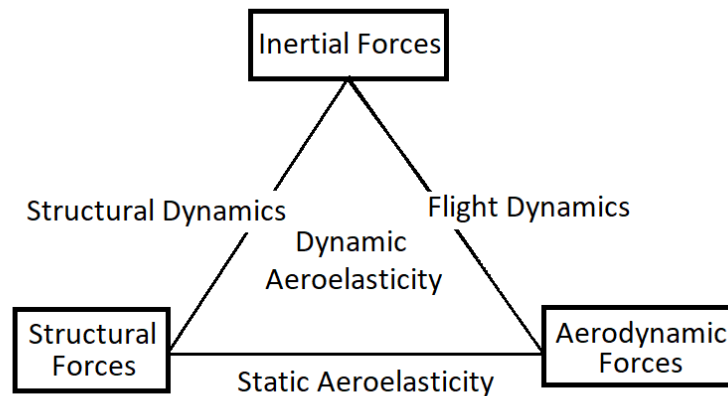 Inertial Forces
Structural Dynamics
Flight Dynamics
Dynamic
Aeroelasticity
Structural
Forces
Aerodynamic
Forces
Static Aeroelasticity